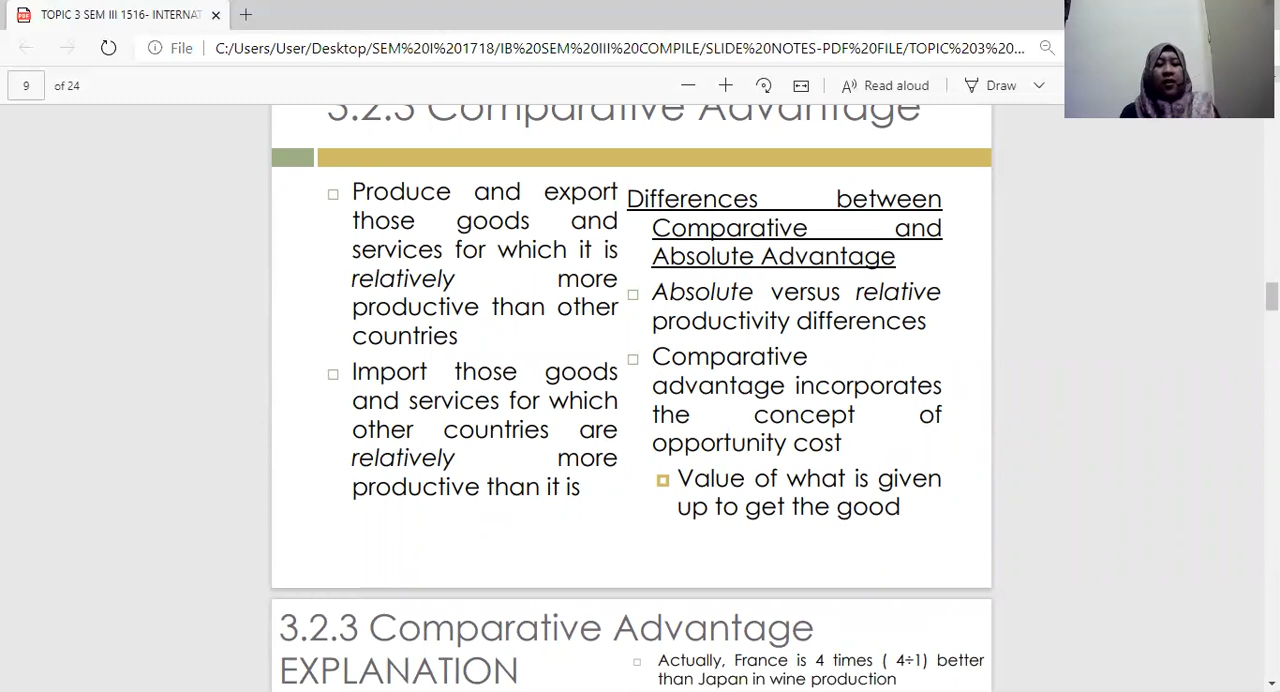 TOPIC 3 SEM III 1516- INTERNAT
File
C:/Users/User/Desktop/SEM%20I%201718/IB%20SEM%20III%20COMPILE/SLIDE%20NOTES-PDF%20FILE/TOPIC%203%20...
9 of 24
Read aloud
Draw
3.2.3 Comparative Advantage
Produce and export
those goods and
services for which it is
relatively more
productive than other
countries
Import those goods
and services for which
other countries are
relatively more
productive than it is
Differences between
Comparative and
Absolute Advantage
Absolute versus relative
productivity differences
Comparative
advantage incorporates
the concept of
opportunity cost
Value of what is given
up to get the good
3.2.3 Comparative Advantage
EXPLANATION
Actually, France is 4 times ( 4÷1) better
than Japan in wine production